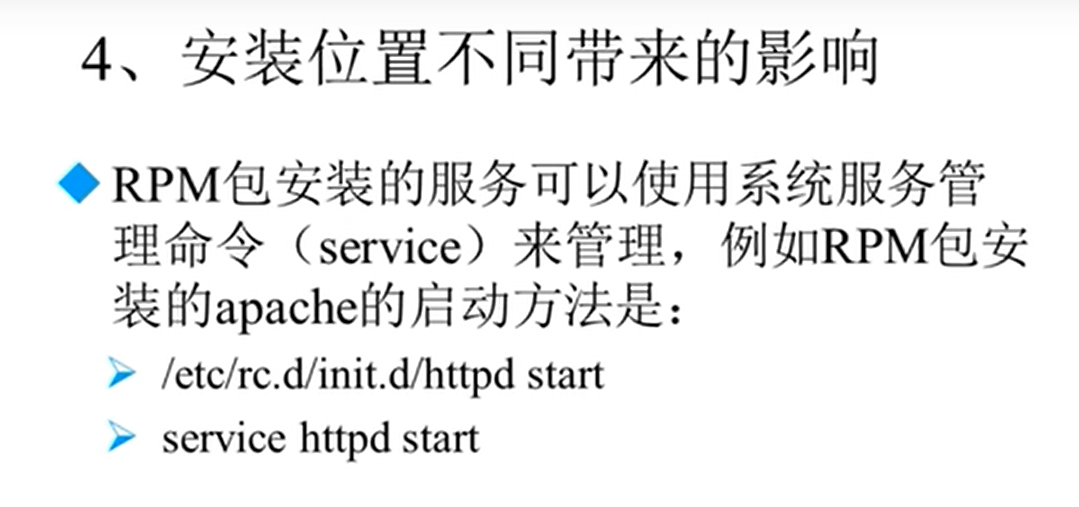 4、安装位置不同带来的影响
RPM包安装的服务可以使用系统服务管
理命令（service）来管理，例如RPM包安
装的apache的启动方法是：
/etc/rc.d/init.d/httpd start
service httpd start